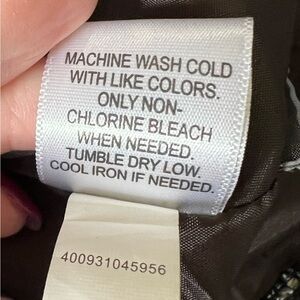 MACHINE WASH COLD
WITH LIKE COLORS.
ONLY NON-
CHLORINE BLEACH
WHEN NEEDED.
TUMBLE DRY LOW.
COOL IRON IF NEEDED.
400931045956